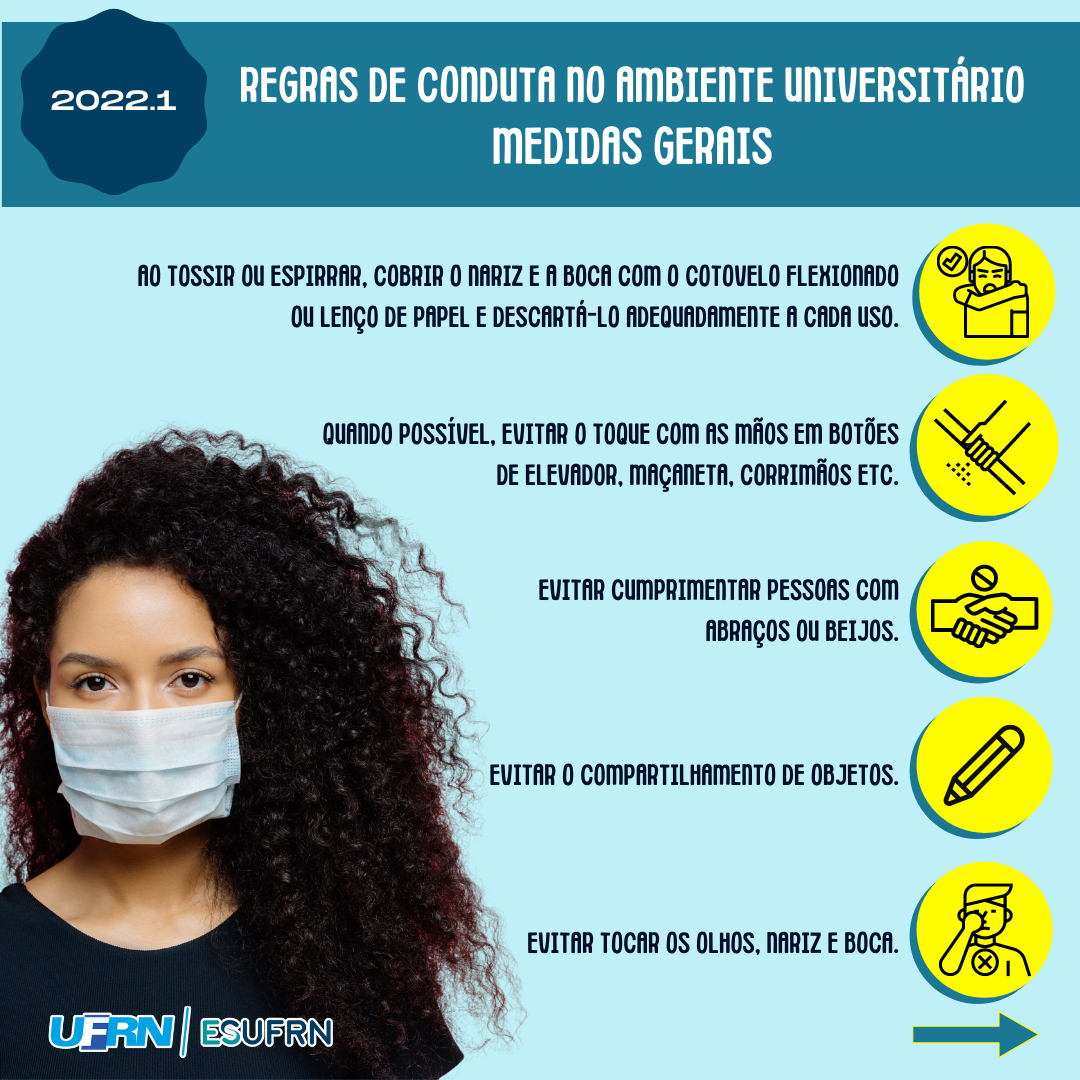 2022.1
REGRAS DE CONDUTA NO AMBIENTE UNIVERSITÁRIO
MEDIDAS GERAIS
AO TOSSIR OU ESPIRRAR, COBRIR O NARIZ E A BOCA COM O COTOVELO FLEXIONADO
OU LENÇO DE PAPEL E DESCARTÁ-LO ADEQUADAMENTE A CADA USO.
QUANDO POSSÍVEL, EVITAR O TOQUE COM AS MÃOS EM BOTÕES
DE ELEVADOR, MAÇANETA, CORRIMÃOS ETC.
EVITAR CUMPRIMENTAR PESSOAS COM
ABRAÇOS OU BEIJOS.
EVITAR O COMPARTILHAMENTO DE OBJETOS.
EVITAR TOCAR OS OLHOS, NARIZ E BOCA.
UFRN | ESUFRN